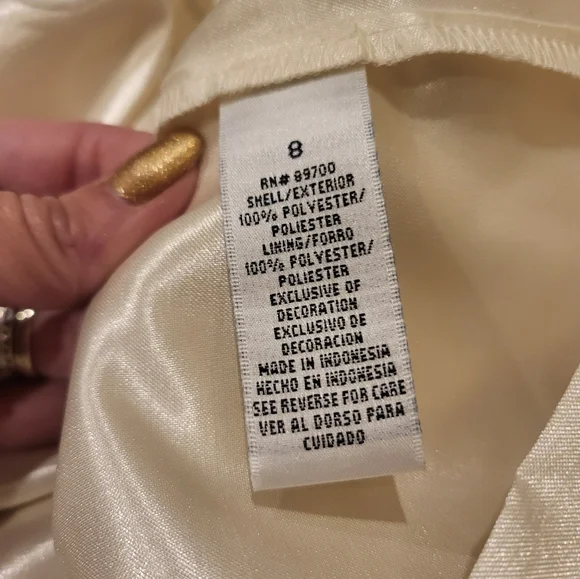 8
RN# 89700
SHELL/EXTERIOR
100% POLYESTER/
POLIESTER
LINING/FORRO
100% POLYESTER/
POLIESTER
EXCLUSIVE OF
DECORATION
EXCLUSIVO DE
DECORACION
MADE IN INDONESIA
HECHO EN INDONESIA
SEE REVERSE FOR CARE
VER AL DORSO PARA
CUIDADO